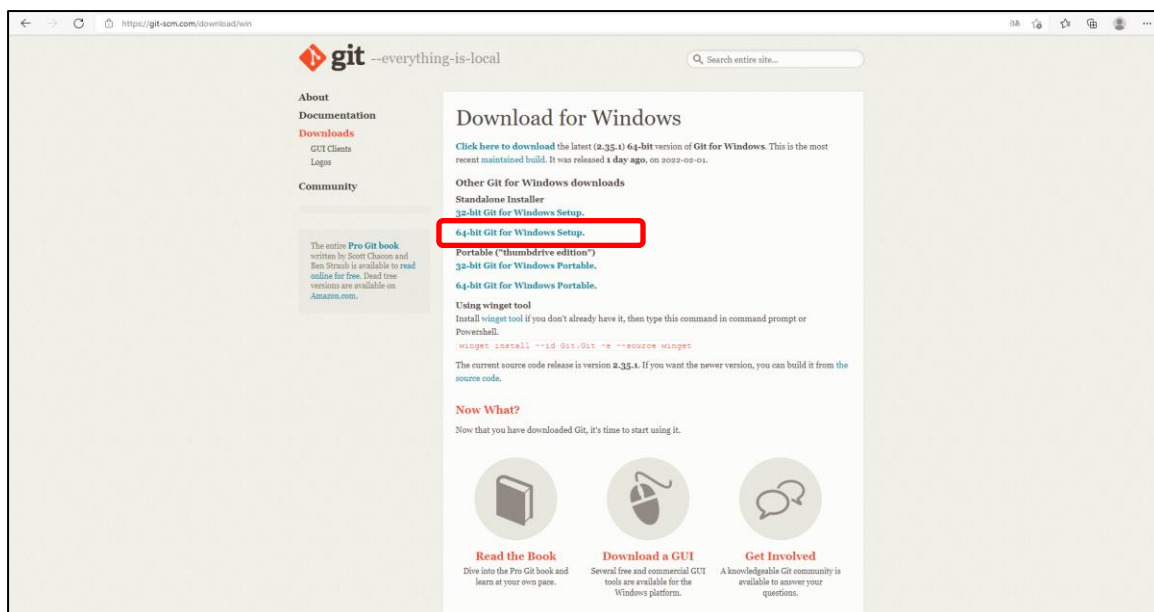 https://git-scm.com/download/win
git --everything-is-local
Search entire site...
About
Documentation
Downloads
GUI Clients
Logos
Community
The entire Pro Git book
written by Scott Chacon and
Ben Straub is available to read
online for free. Dead tree
versions are available on
Amazon.com.
Download for Windows
Click here to download the latest (2.35.1) 64-bit version of Git for Windows. This is the most
recent maintained build. It was released 1 day ago, on 2022-02-01.
Other Git for Windows downloads
Standalone Installer
32-bit Git for Windows Setup.
64-bit Git for Windows Setup.
Portable ("thumbdrive edition")
32-bit Git for Windows Portable.
64-bit Git for Windows Portable.
Using winget tool
Install winget tool if you don't already have it, then type this command in command prompt or
Powershell.
winget install --id Git.Git -e --source winget
The current source code release is version 2.35.1. If you want the newer version, you can build it from the
source code.
Now What?
Now that you have downloaded Git, it's time to start using it.
Read the Book
Dive into the Pro Git book and
learn at your own pace.
Download a GUI
Several free and commercial GUI
tools are available for the
Windows platform.
Get Involved
A knowledgeable Git community is
available to answer your
questions.